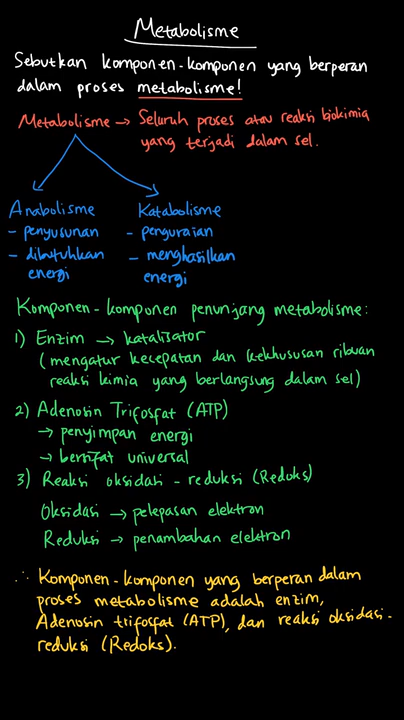 Metabolisme
Sebutkan komponen-komponen yang berperan
dalam proses metabolisme!
Metabolisme → Seluruh proses atau reaksi biokimia
yang terjadi dalam sel.
Anabolisme
- penyusunan
- dibutuhkan
energi
Katabolisme
- penguraian
- menghasilkan
energi
Komponen-komponen penunjang metabolisme:
1) Enzim → katalisator
(mengatur kecepatan dan kekhususan ribuan
reaksi kimia yang berlangsung dalam sel)
2) Adenosin Trifosfat (ATP)
→ penyimpan energi
→ bersifat universal
3) Reaksi oksidasi - reduksi (Redoks)
Oksidasi → pelepasan elektron
Reduksi → penambahan elektron
∴ Komponen-komponen yang berperan dalam
proses metabolisme adalah enzim,
Adenosin trifosfat (ATP), dan reaksi oksidasi-
reduksi (Redoks).